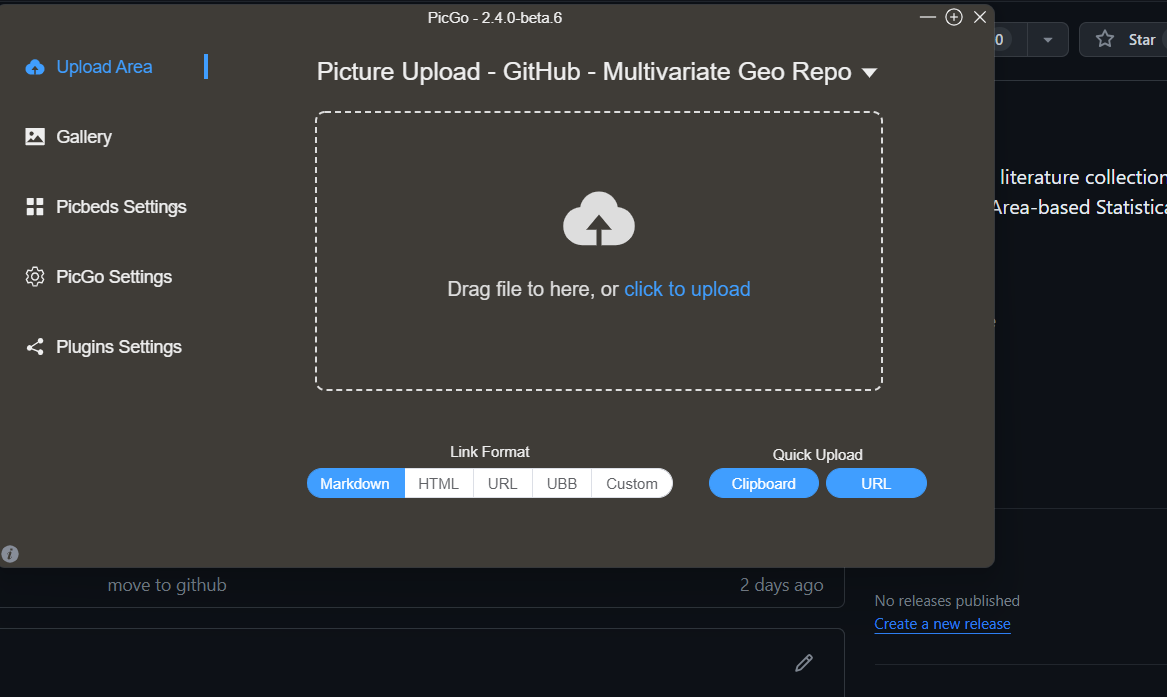 PicGo - 2.4.0-beta.6
0
Star
Upload Area
Picture Upload - GitHub - Multivariate Geo Repo
Gallery
literature collection
Picbeds Settings
Area-based Statistica
PicGo Settings
Drag file to here, or click to upload
Plugins Settings
Link Format
Quick Upload
Markdown HTML URL UBB Custom
Clipboard URL
move to github
2 days ago
No releases published
Create a new release